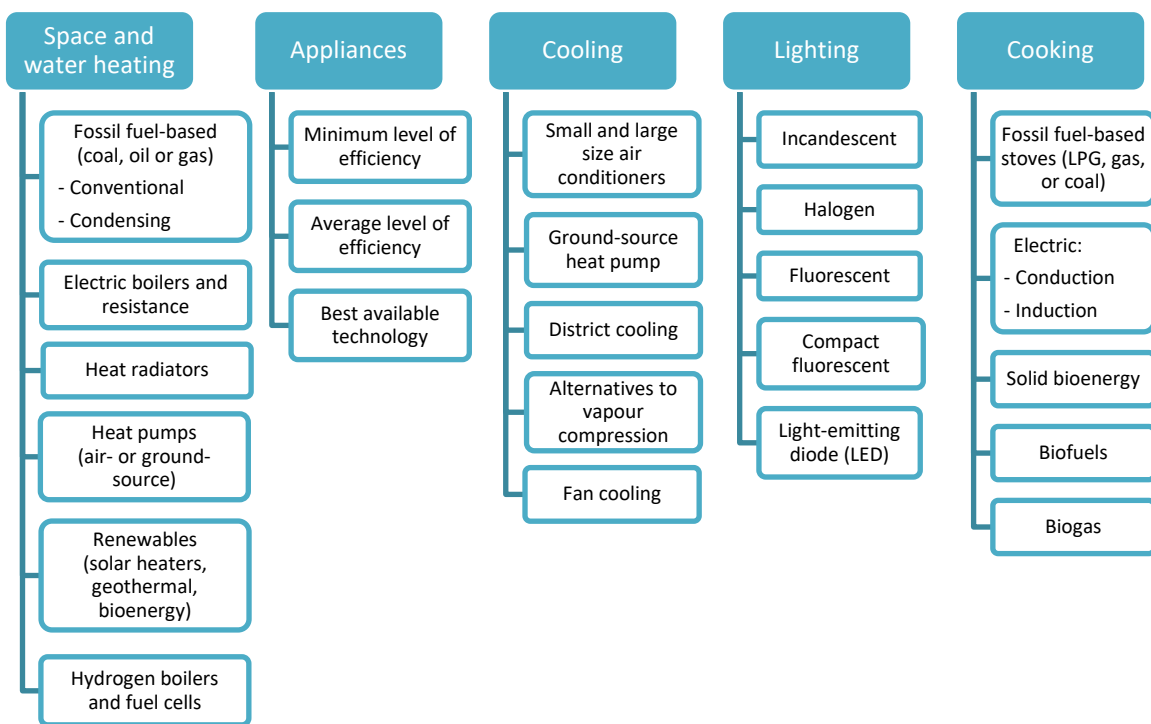 Space and
water heating
Fossil fuel-based
(coal, oil or gas)
- Conventional
- Condensing
Electric boilers and
resistance
Heat radiators
Heat pumps
(air- or ground-
source)
Renewables
(solar heaters,
geothermal,
bioenergy)
Hydrogen boilers
and fuel cells
Appliances
Minimum level of
efficiency
Average level of
efficiency
Best available
technology
Cooling
Small and large
size air
conditioners
Ground-source
heat pump
District cooling
Alternatives to
vapour
compression
Fan cooling
Lighting
Incandescent
Halogen
Fluorescent
Compact
fluorescent
Light-emitting
diode (LED)
Cooking
Fossil fuel-based
stoves (LPG, gas,
or coal)
Electric:
- Conduction
- Induction
Solid bioenergy
Biofuels
Biogas